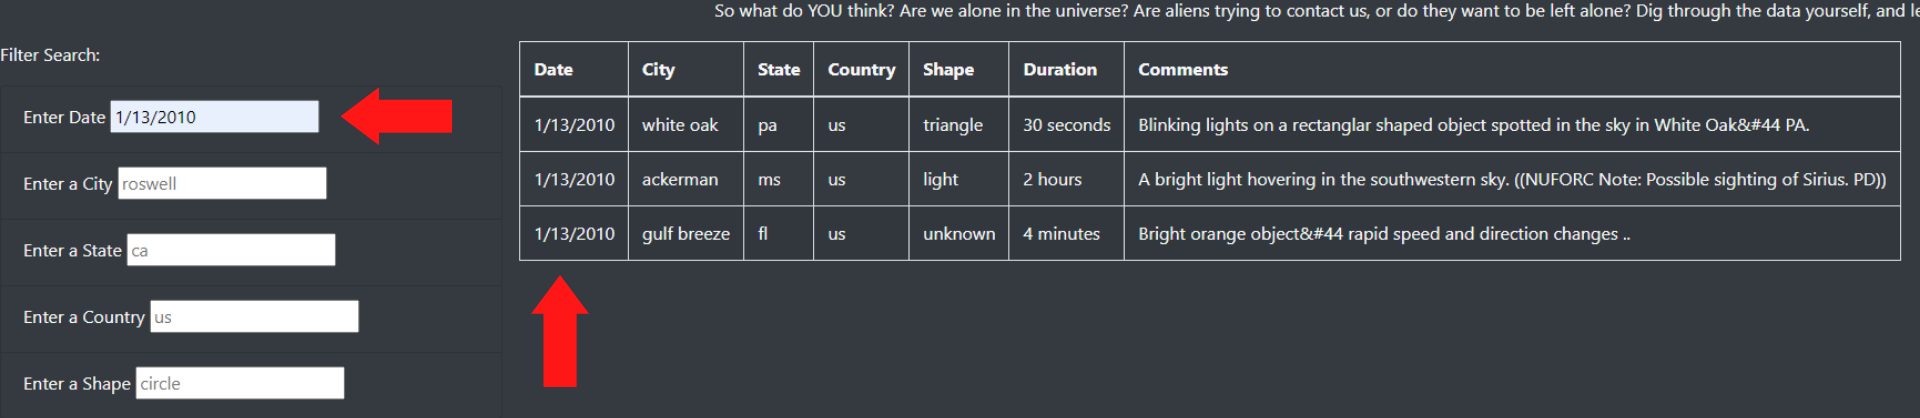 So what do YOU think? Are we alone in the universe? Are aliens trying to contact us, or do they want to be left alone? Dig through the data yourself, and
Filter Search:
Enter Date 1/13/2010
Enter a City roswell
Enter a State ca
Enter a Country us
Enter a Shape circle
Date City State Country Shape Duration Comments
1/13/2010 white oak pa us triangle 30 seconds Blinking lights on a rectanglar shaped object spotted in the sky in White Oak&#44 PA.
1/13/2010 ackerman ms us light 2 hours A bright light hovering in the southwestern sky. ((NUFORC Note: Possible sighting of Sirius. PD))
1/13/2010 gulf breeze fl us unknown 4 minutes Bright orange object&#44 rapid speed and direction changes ..